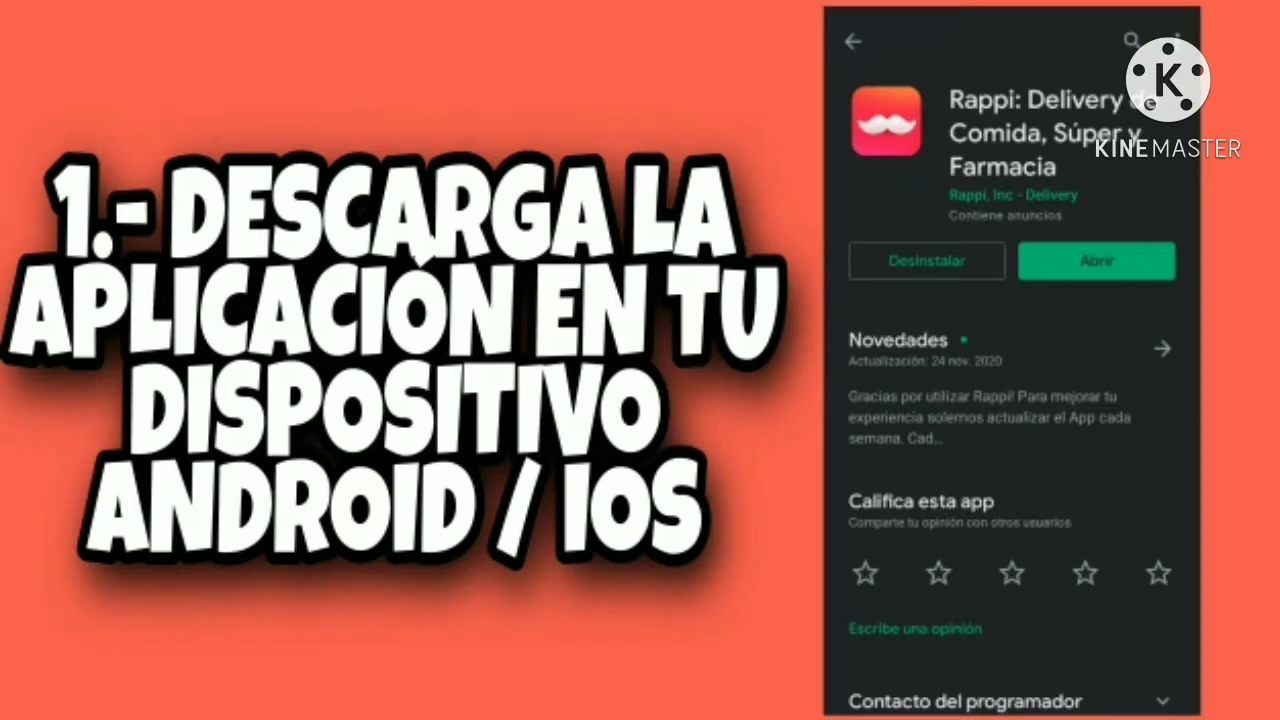 1.- DESCARGA LA
APLICACIÓN EN TU
DISPOSITIVO
ANDROID / IOS
Rappi: Delivery de
Comida, Súper y
Farmacia
Rappi, Inc - Delivery
Contiene anuncios
Desinstalar
Abrir
Novedades
Actualización: 24 nov. 2020
Gracias por utilizar Rappi! Para mejorar tu
experiencia solemos actualizar el App cada
semana. Cad...
Califica esta app
Comparte tu opinión con otros usuarios
Escribe una opinión
Contacto del programador
K
KINEMASTER